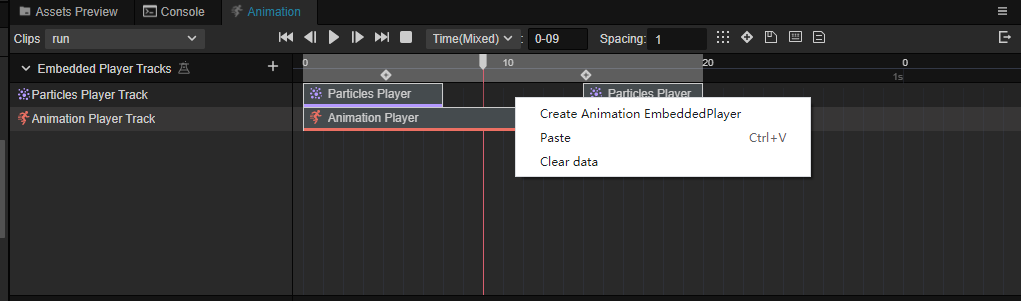 Assets Preview Console Animation
Clips run Time(Mixed) : 0-09 Spacing: 1
Embedded Player Tracks + 0 10 20 0
1s
Particles Player Track Particles Player Particles Player
Animation Player Track Animation Player
Create Animation EmbeddedPlayer
Paste Ctrl+V
Clear data